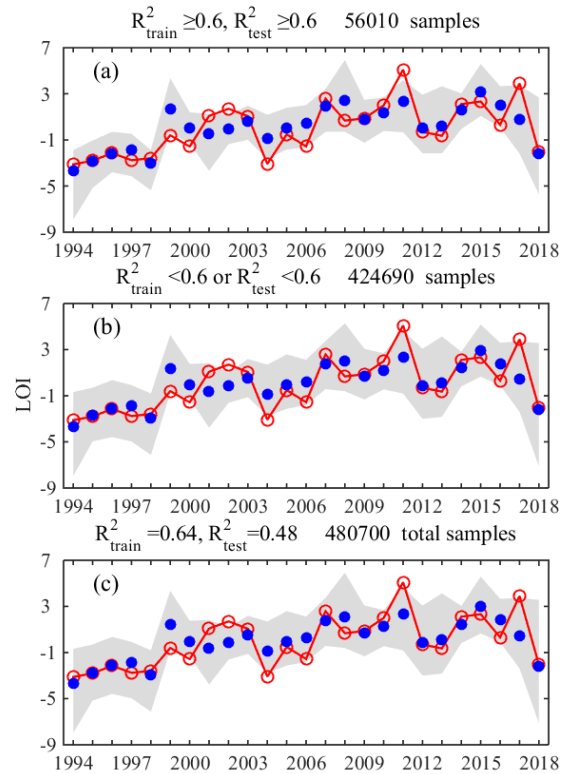 R²train ≥0.6, R²test ≥0.6 56010 samples
(a)
7
3
-1
-5
-9
1994 1997 2000 2003 2006 2009 2012 2015 2018
R²train <0.6 or R²test <0.6 424690 samples
(b)
7
3
-1
-5
-9
LOI
1994 1997 2000 2003 2006 2009 2012 2015 2018
R²train =0.64, R²test =0.48 480700 total samples
(c)
7
3
-1
-5
-9
1994 1997 2000 2003 2006 2009 2012 2015 2018